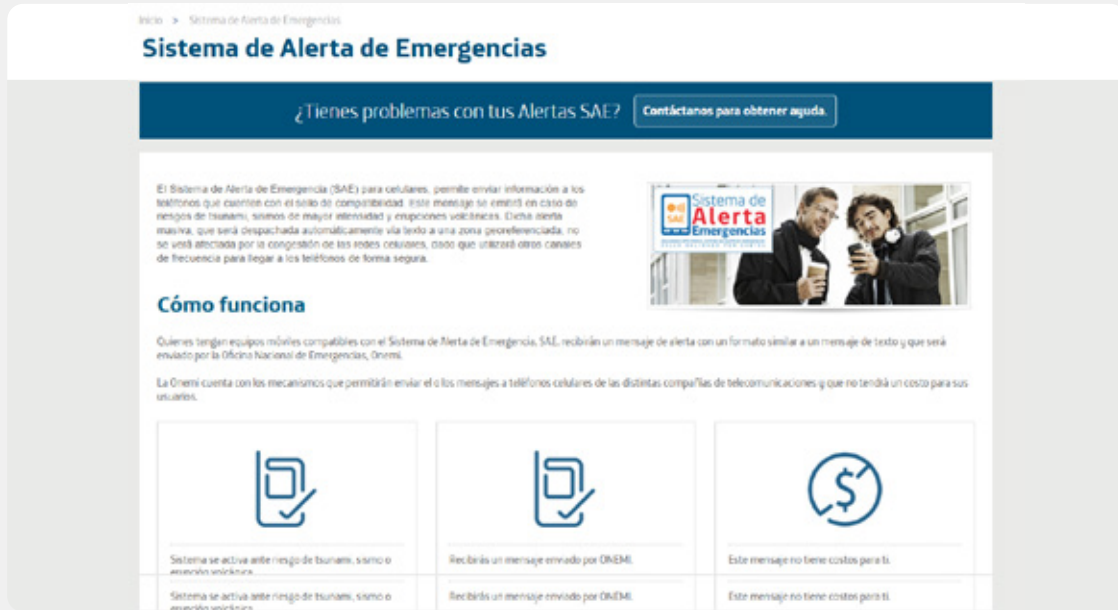 Inicio > Sistema de Alerta de Emergencias
Sistema de Alerta de Emergencias
¿Tienes problemas con tus Alertas SAE? Contáctanos para obtener ayuda.
El Sistema de Alerta de Emergencia (SAE) para celulares, permite enviar información a los
teléfonos que cuenten con el sello de compatibilidad. Este mensaje se emitirá en caso de
riesgos de tsunami, sismos de mayor intensidad y erupciones volcánicas. Dicha alerta
masiva, que será despachada automáticamente vía texto a una zona georeferenciada, no
se verá afectada por la congestión de las redes celulares, dado que utilizará otros canales
de frecuencia para llegar a los teléfonos de forma segura.
SAE
Sistema de
Alerta
Emergencias
Cómo funciona
Quienes tengan equipos móviles compatibles con el Sistema de Alerta de Emergencia, SAE, recibirán un mensaje de alerta con un formato similar a un mensaje de texto y que será
enviado por la Oficina Nacional de Emergencias, Onemi.
La Onemi cuenta con los mecanismos que permitirán enviar el o los mensajes a teléfonos celulares de las distintas compañías de telecomunicaciones y que no tendrá un costo para sus
usuarios.
Sistema se activa ante riesgo de tsunami, sismo o
erupción volcánica
Recibirás un mensaje enviado por ONEMI.
Este mensaje no tiene costos para ti.
Sistema se activa ante riesgo de tsunami, sismo o
erupción volcánica
Recibirás un mensaje enviado por ONEMI.
Este mensaje no tiene costos para ti.